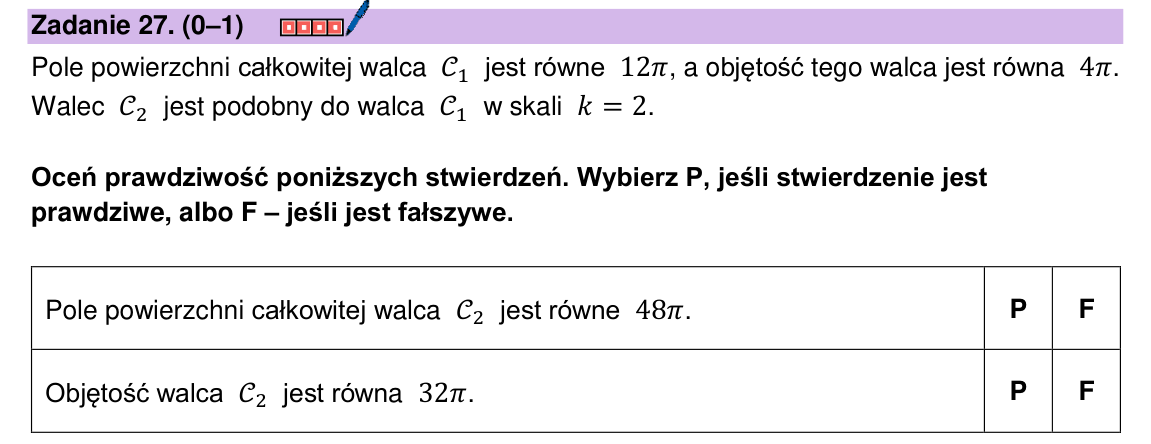 Zadanie 27. (0–1)
Pole powierzchni całkowitej walca 𝒞₁ jest równe 12𝜋, a objętość tego walca jest równa 4𝜋.
Walec 𝒞₂ jest podobny do walca 𝒞₁ w skali 𝑘 = 2.
Oceń prawdziwość poniższych stwierdzeń. Wybierz P, jeśli stwierdzenie jest
prawdziwe, albo F – jeśli jest fałszywe.
Pole powierzchni całkowitej walca 𝒞₂ jest równe 48𝜋. P F
Objętość walca 𝒞₂ jest równa 32𝜋. P F